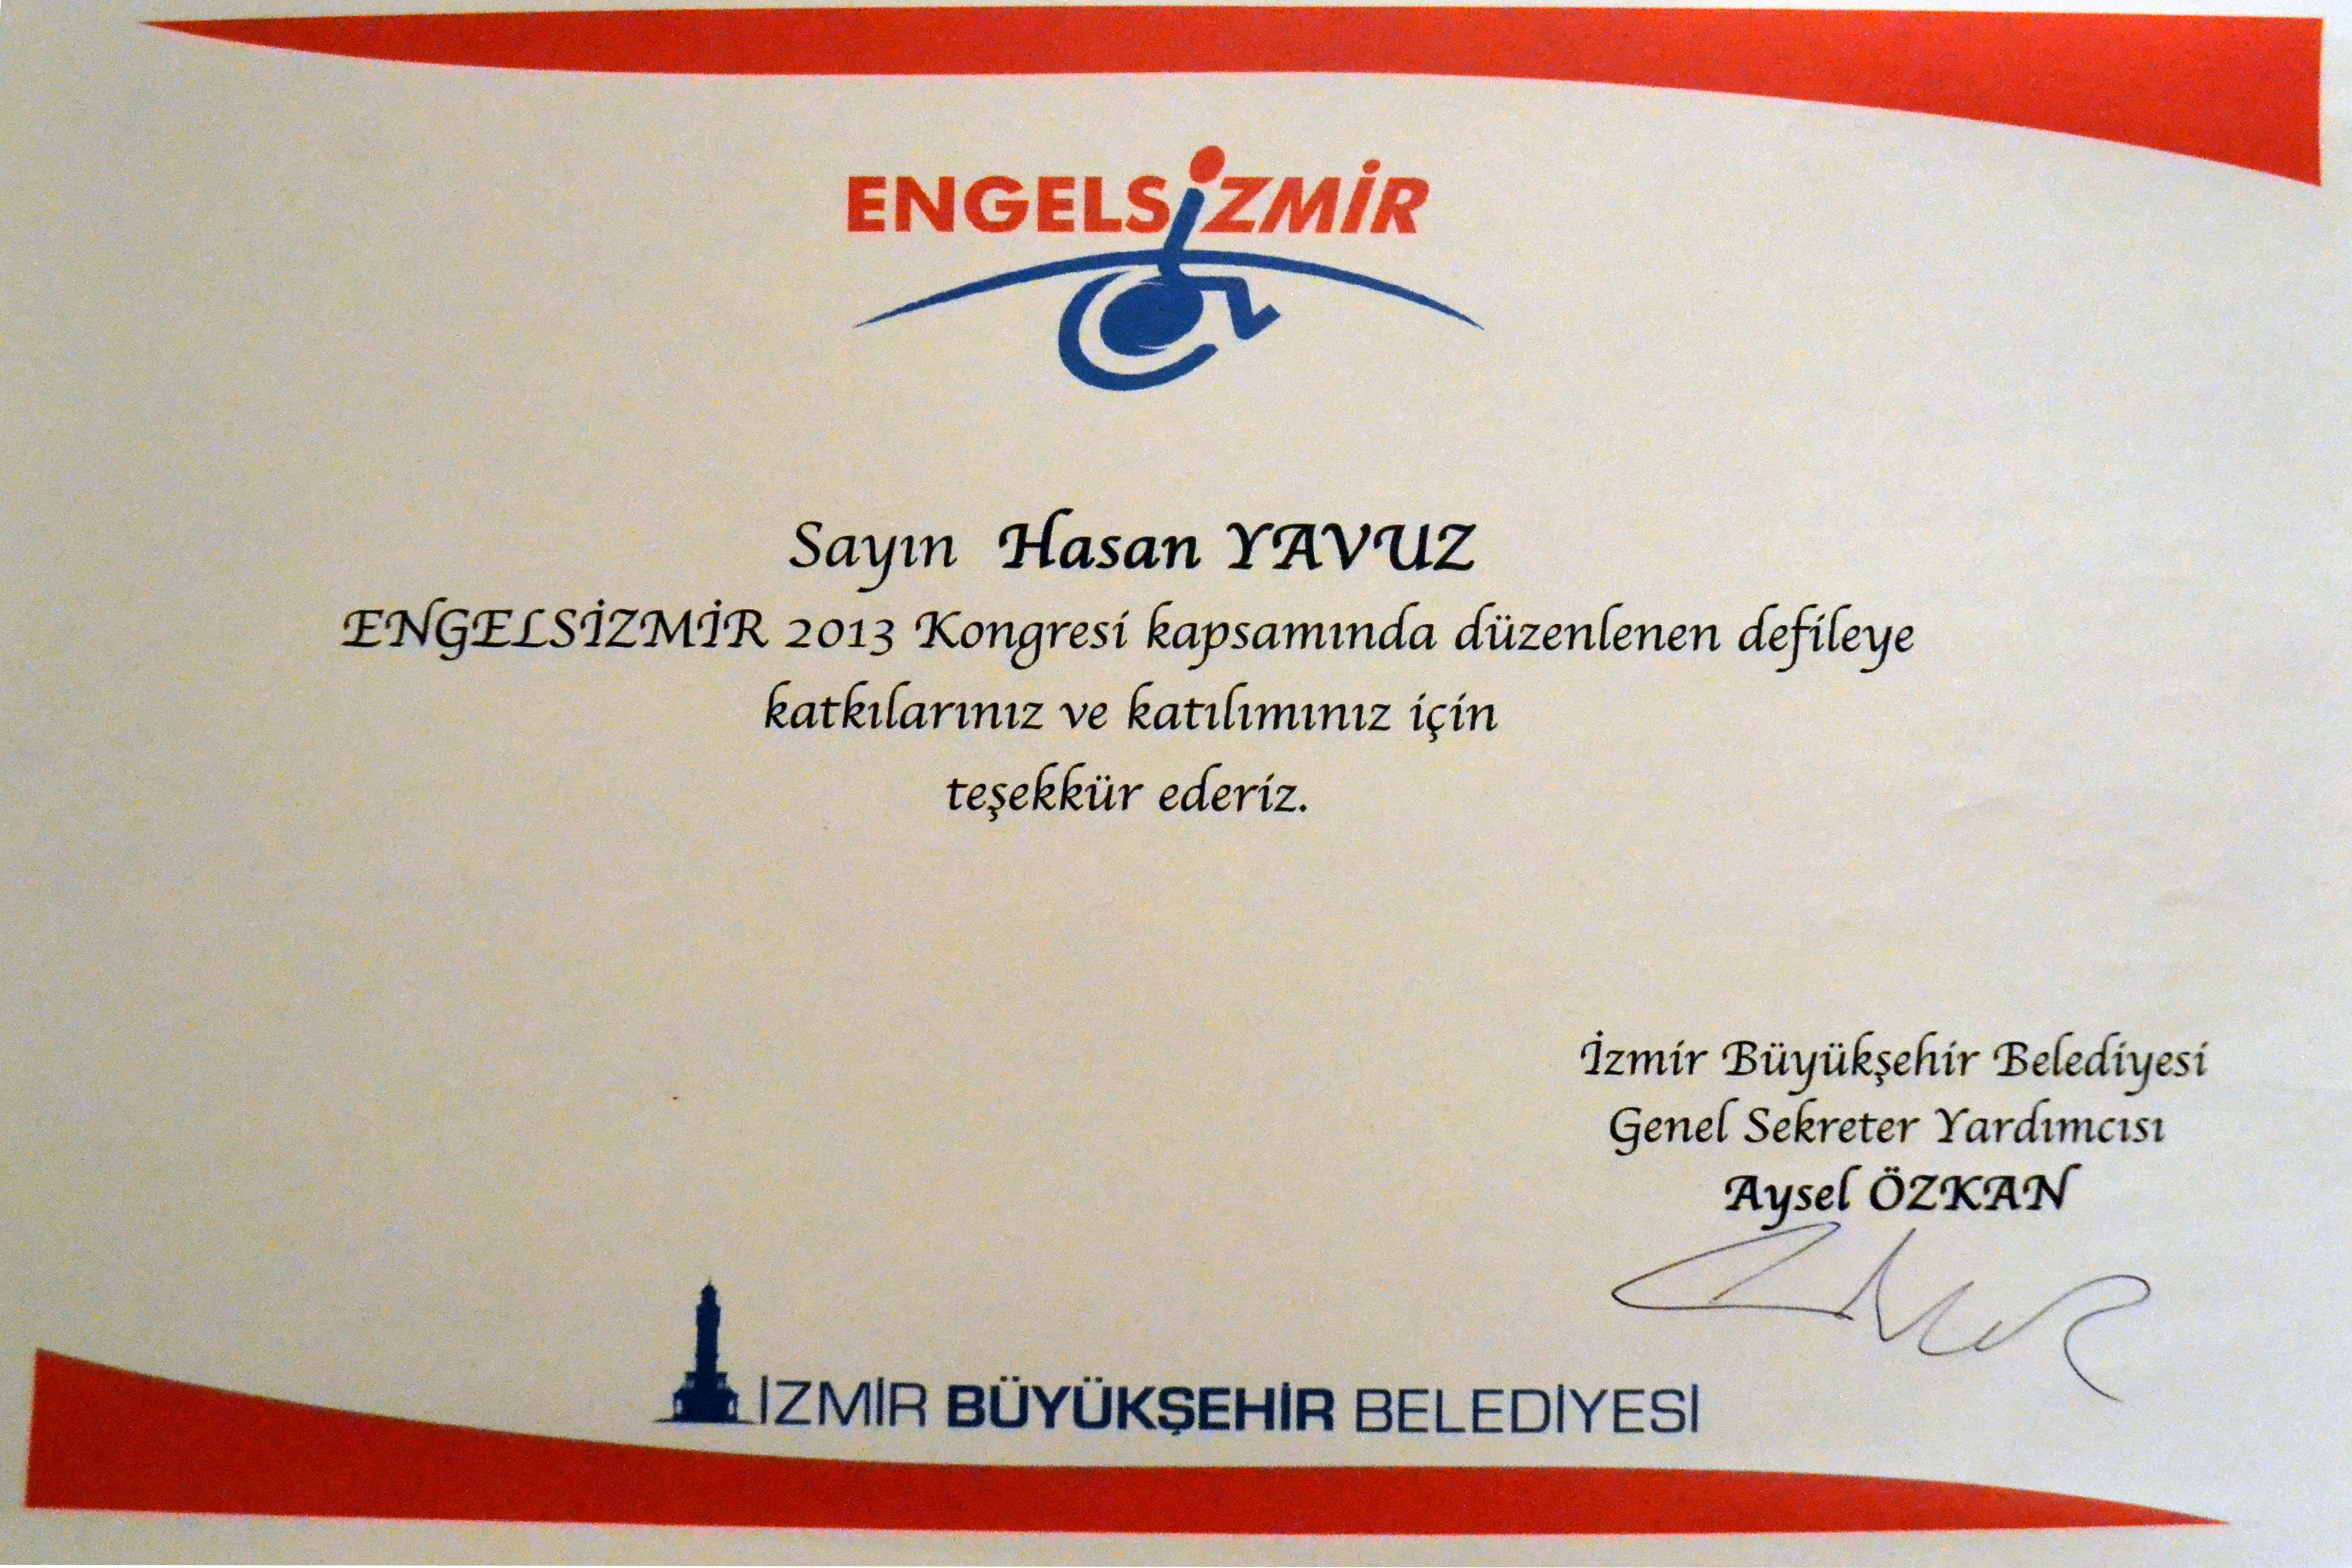 ENGELSİZMİR
Sayın Hasan YAVUZ
ENGELSİZMİR 2013 Kongresi kapsamında düzenlenen defileye
katkılarınız ve katılımınız için
teşekkür ederiz.
İzmir Büyükşehir Belediyesi
Genel Sekreter Yardımcısı
Aysel ÖZKAN
İZMİR BÜYÜKŞEHİR BELEDİYESİ